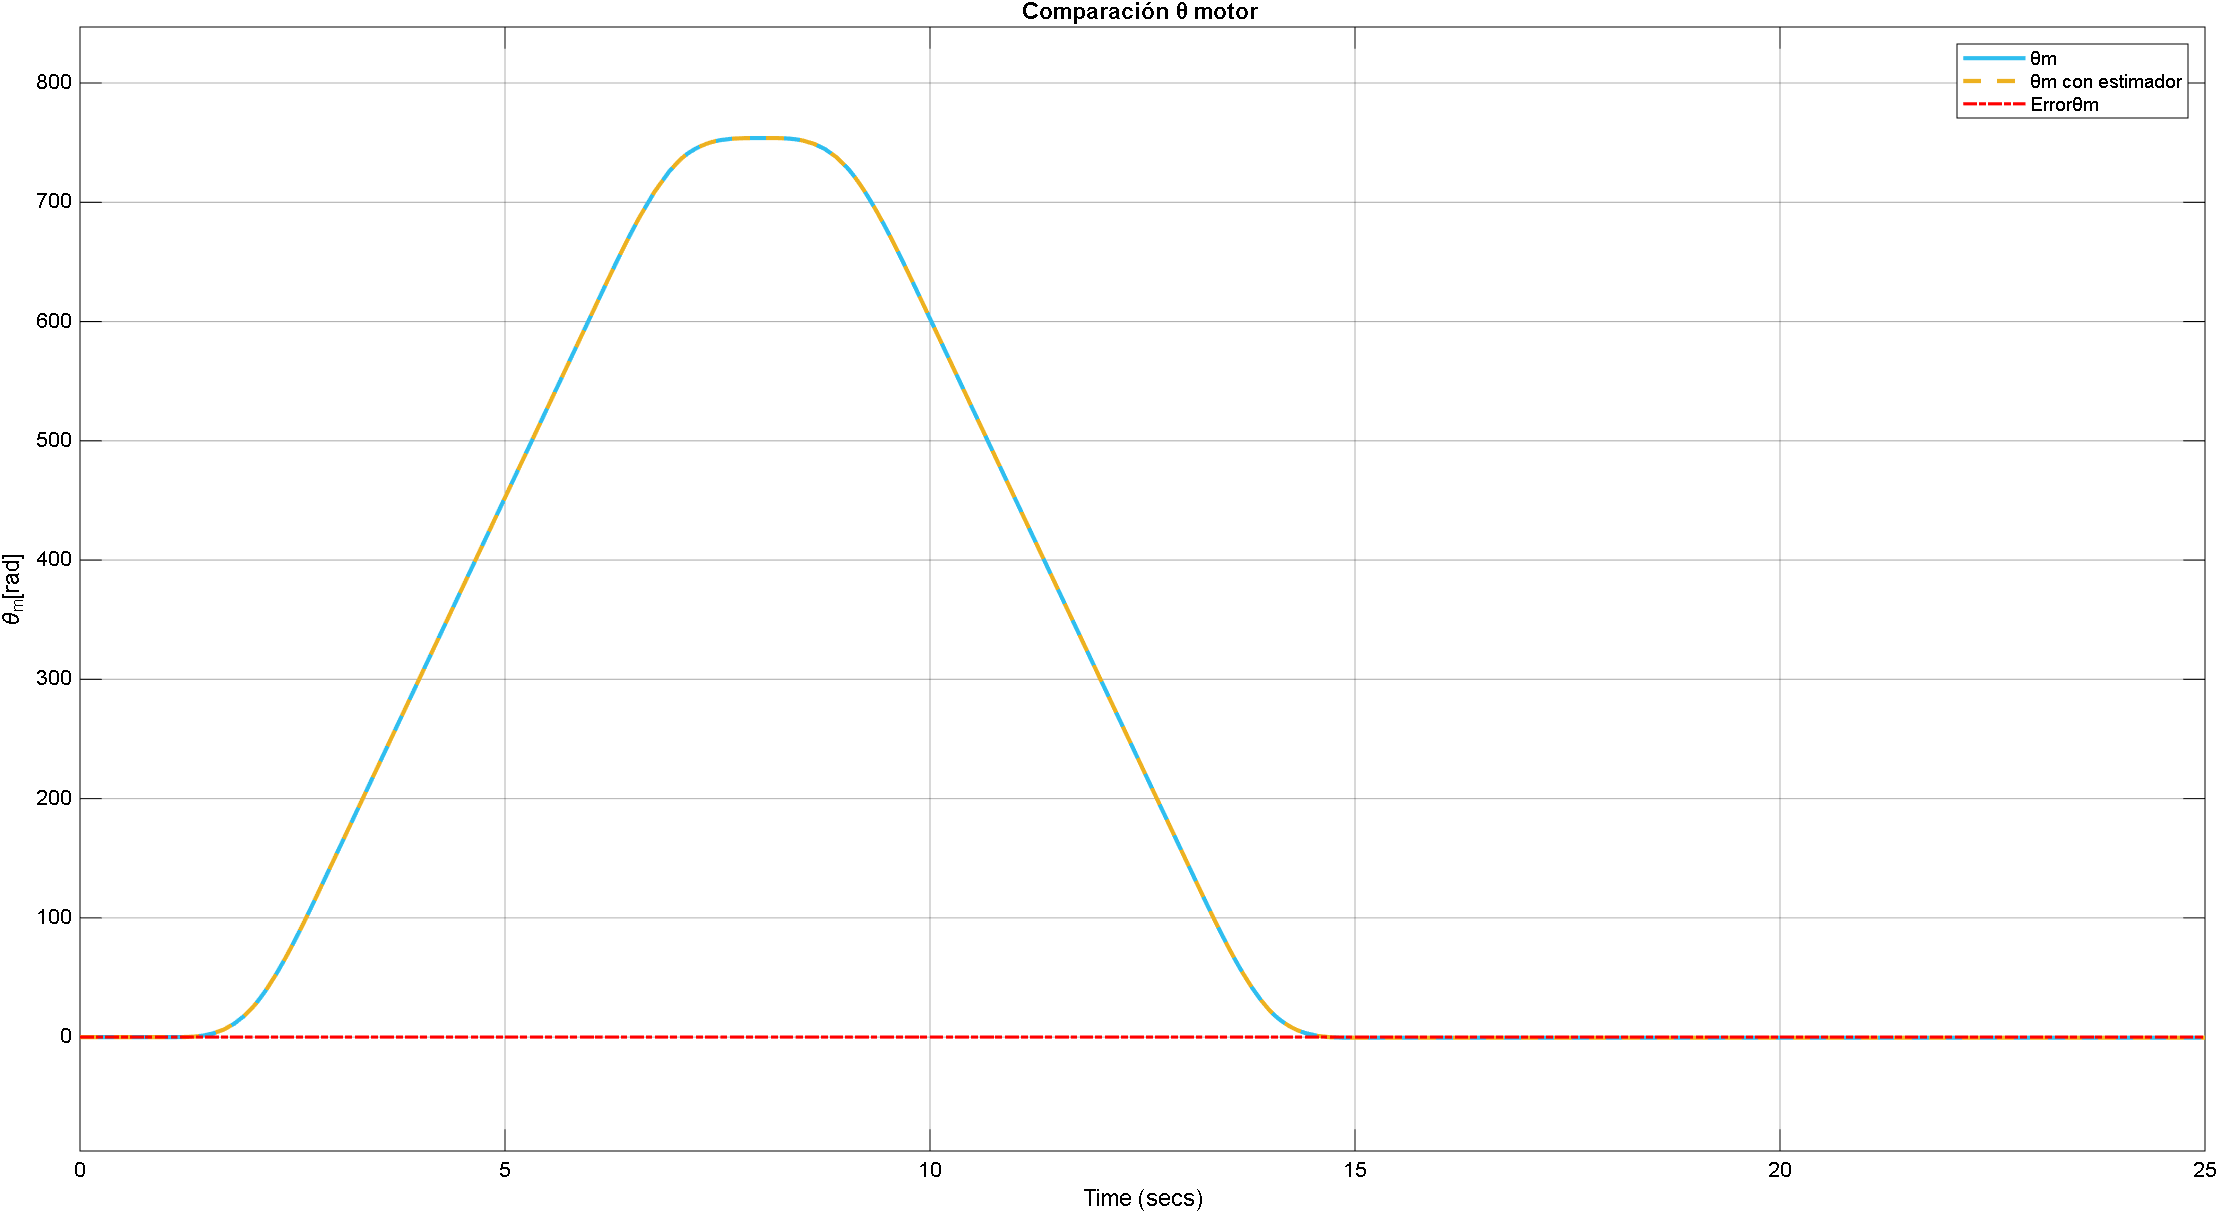 Comparación θ motor
θm
θm con estimador
Errorθm
800
700
600
500
400
300
200
100
0
θm[rad]
0 5 10 15 20 25
Time (secs)